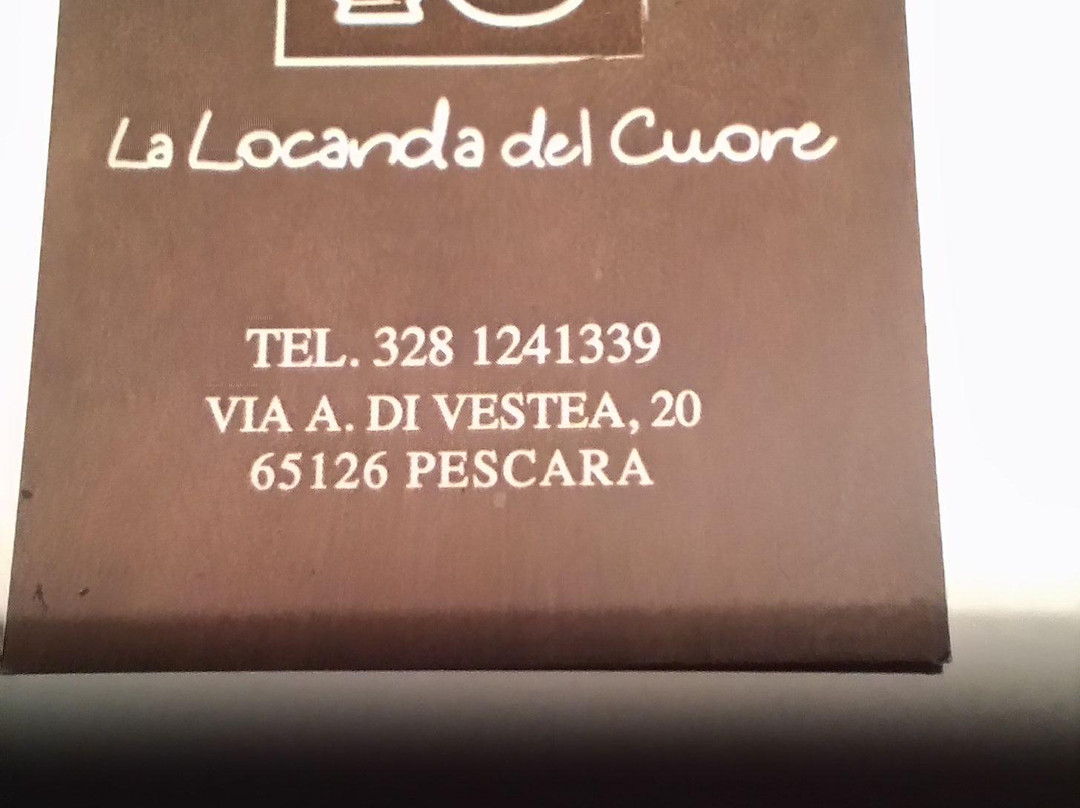 La Locanda del Cuore
TEL. 328 1241339
VIA A. DI VESTEA, 20
65126 PESCARA